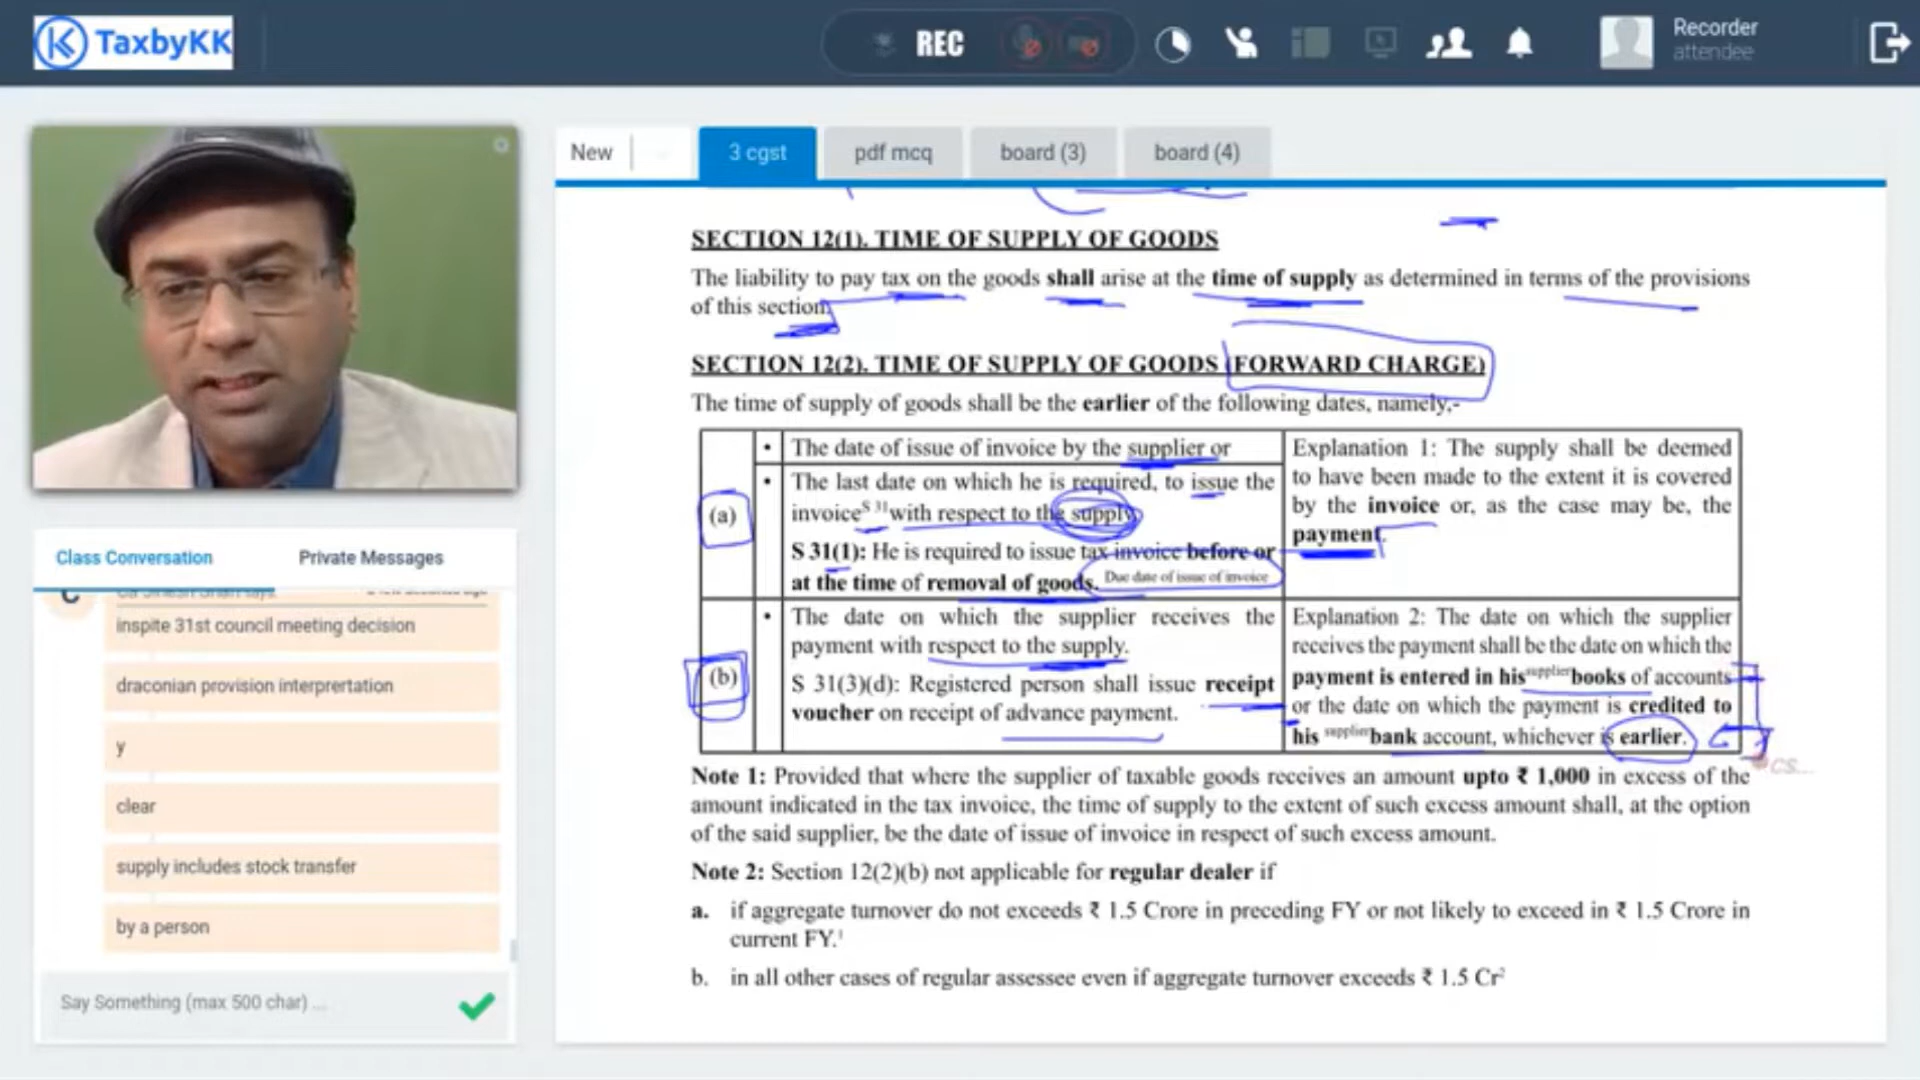 TaxbyKK
REC
Recorder
attendee
New
3 cgst
pdf mcq
board (3)
board (4)
Class Conversation
Private Messages
inspite 31st council meeting decision
draconian provision interprertation
y
clear
supply includes stock transfer
by a person
Say Something (max 500 char) ...
SECTION 12(1). TIME OF SUPPLY OF GOODS
The liability to pay tax on the goods shall arise at the time of supply as determined in terms of the provisions
of this section.
SECTION 12(2). TIME OF SUPPLY OF GOODS (FORWARD CHARGE)
The time of supply of goods shall be the earlier of the following dates, namely,-
(a)
• The date of issue of invoice by the supplier or
• The last date on which he is required, to issue the
invoice S 31 with respect to the supply
S 31(1): He is required to issue tax invoice before or
at the time of removal of goods. Due date of issue of invoice
Explanation 1: The supply shall be deemed
to have been made to the extent it is covered
by the invoice or, as the case may be, the
payment.
(b)
• The date on which the supplier receives the
payment with respect to the supply.
S 31(3)(d): Registered person shall issue receipt
voucher on receipt of advance payment.
Explanation 2: The date on which the supplier
receives the payment shall be the date on which the
payment is entered in his supplier books of accounts
or the date on which the payment is credited to
his supplier bank account, whichever is earlier.
Note 1: Provided that where the supplier of taxable goods receives an amount upto ₹ 1,000 in excess of the
amount indicated in the tax invoice, the time of supply to the extent of such excess amount shall, at the option
of the said supplier, be the date of issue of invoice in respect of such excess amount.
Note 2: Section 12(2)(b) not applicable for regular dealer if
a. if aggregate turnover do not exceeds ₹ 1.5 Crore in preceding FY or not likely to exceed in ₹ 1.5 Crore in
current FY.1
b. in all other cases of regular assessee even if aggregate turnover exceeds ₹ 1.5 Cr2